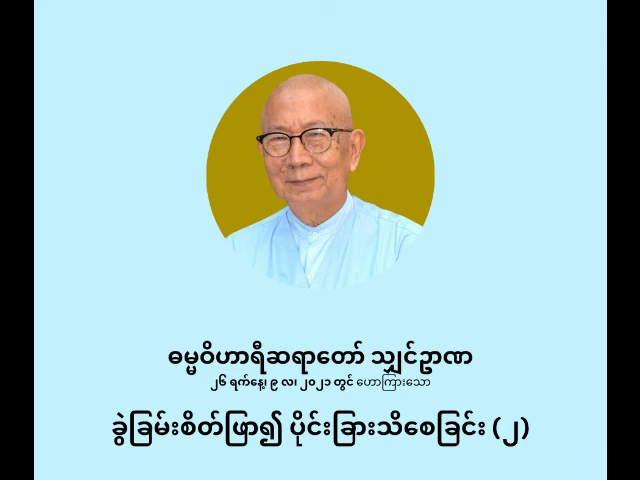 ဓမ္မဝိဟာရီဆရာတော် သျှင်ဥာဏ
၂၆ ရက်နေ့၊ ၉ လ၊ ၂၀၂၁ တွင် ဟောကြားသော
ခွဲခြမ်းစိတ်ဖြာ၍ ပိုင်းခြားသိစေခြင်း (၂)